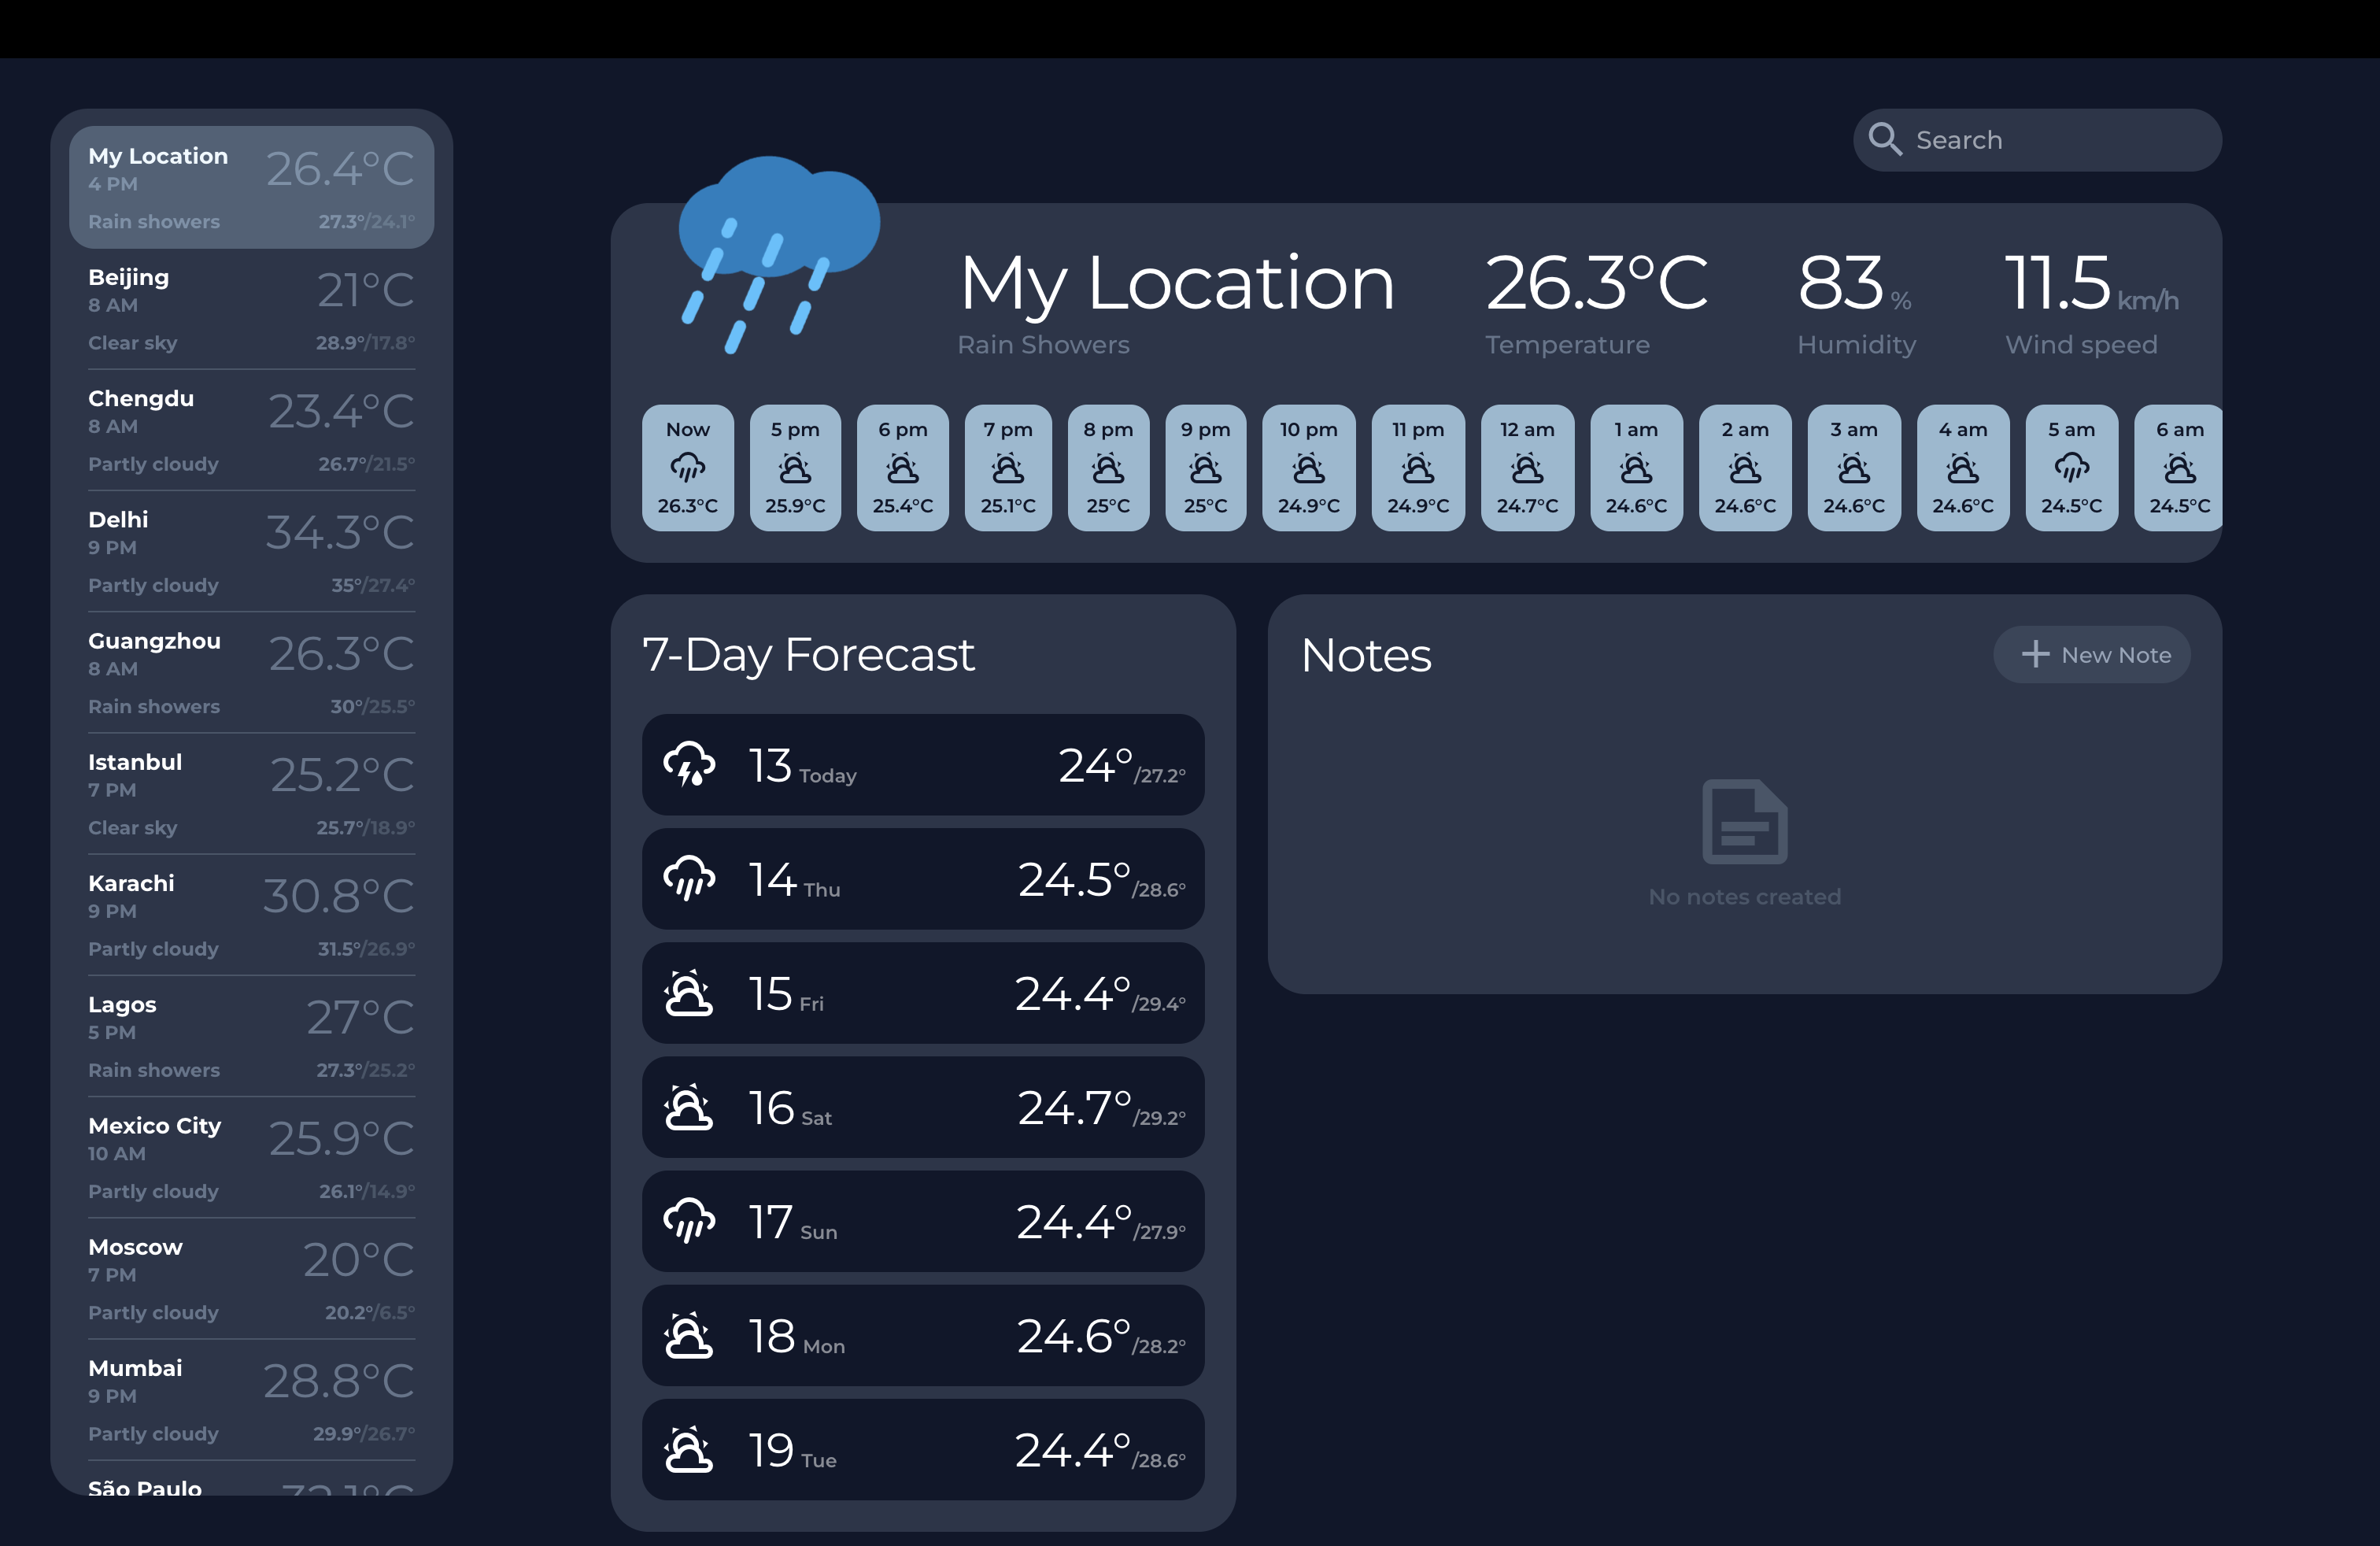 My Location
26.4°C
4 PM
Rain showers
27.3°/24.1°
Beijing
21°C
8 AM
Clear sky
28.9°/17.8°
Chengdu
23.4°C
8 AM
Partly cloudy
26.7°/21.5°
Delhi
34.3°C
9 PM
Partly cloudy
35°/27.4°
Guangzhou
26.3°C
8 AM
Rain showers
30°/25.5°
Istanbul
25.2°C
7 PM
Clear sky
25.7°/18.9°
Karachi
30.8°C
9 PM
Partly cloudy
31.5°/26.9°
Lagos
27°C
5 PM
Rain showers
27.3°/25.2°
Mexico City
25.9°C
10 AM
Partly cloudy
26.1°/14.9°
Moscow
20°C
7 PM
Partly cloudy
20.2°/6.5°
Mumbai
28.8°C
9 PM
Partly cloudy
29.9°/26.7°
São Paulo
Search
My Location
Rain Showers
26.3°C
Temperature
83 %
Humidity
11.5 km/h
Wind speed
Now
26.3°C
5 pm
25.9°C
6 pm
25.4°C
7 pm
25.1°C
8 pm
25°C
9 pm
25°C
10 pm
24.9°C
11 pm
24.9°C
12 am
24.7°C
1 am
24.6°C
2 am
24.6°C
3 am
24.6°C
4 am
24.6°C
5 am
24.5°C
6 am
24.5°C
7-Day Forecast
13 Today 24°/27.2°
14 Thu 24.5°/28.6°
15 Fri 24.4°/29.4°
16 Sat 24.7°/29.2°
17 Sun 24.4°/27.9°
18 Mon 24.6°/28.2°
19 Tue 24.4°/28.6°
Notes
New Note
No notes created